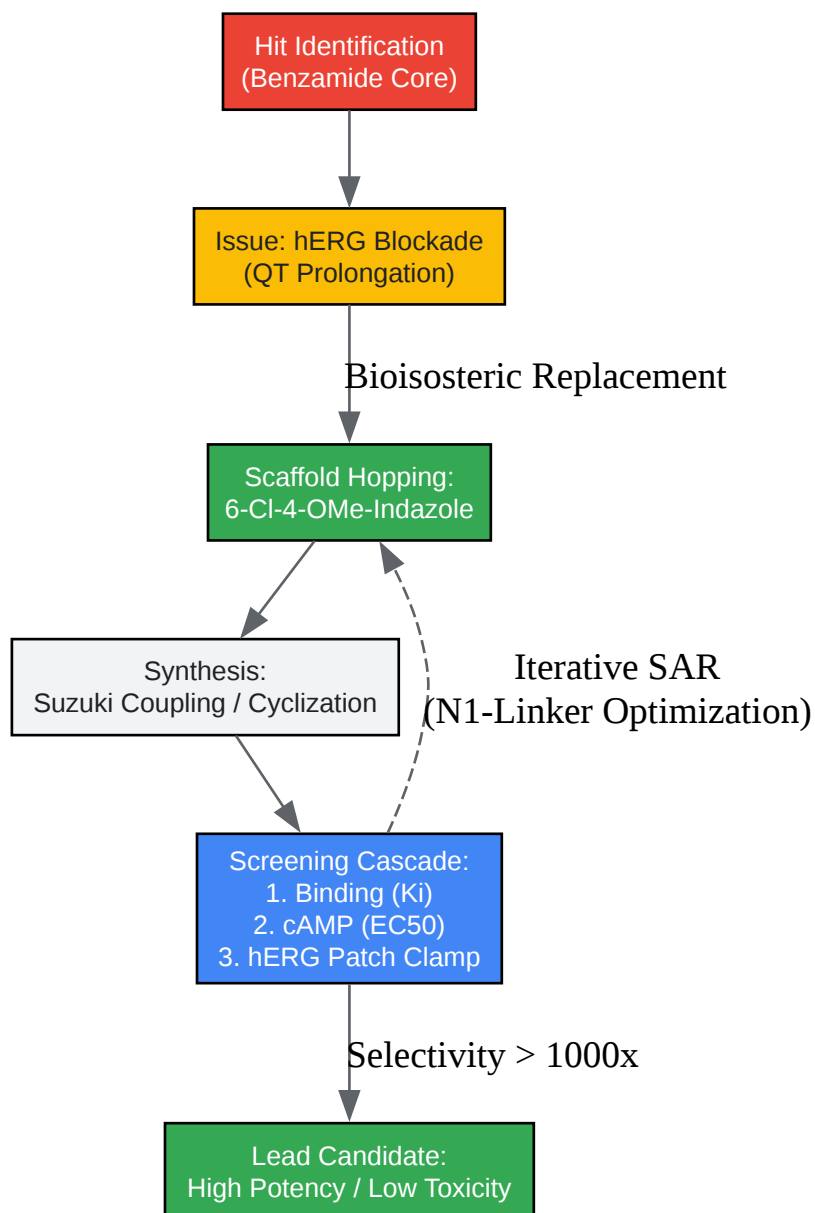 Hit Identification
(Benzamide Core)
Issue: hERG Blockade
(QT Prolongation)
Bioisosteric Replacement
Scaffold Hopping:
6-Cl-4-OMe-Indazole
Synthesis:
Suzuki Coupling / Cyclization
Iterative SAR
(N1-Linker Optimization)
Screening Cascade:
1. Binding (Ki)
2. cAMP (EC50)
3. hERG Patch Clamp
Selectivity > 1000x
Lead Candidate:
High Potency / Low Toxicity